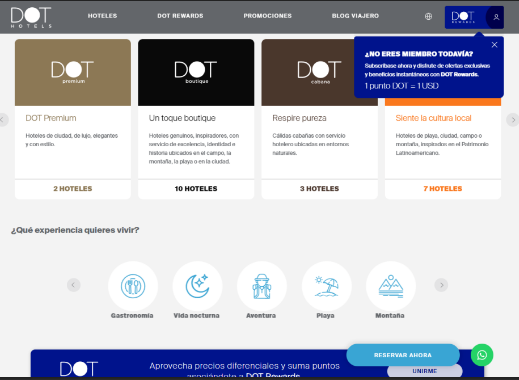 DOT
HOTELS
HOTELES
DOT REWARDS
PROMOCIONES
BLOG VIAJERO
DOT
REWARDS
¿NO ERES MIEMBRO TODAVÍA?
Subscríbase ahora y disfrute de ofertas exclusivas
y beneficios instantáneos con DOT Rewards.
1 punto DOT = 1 USD
DOT
premium
DOT Premium
Hoteles de ciudad, de lujo, elegantes
y con estilo.
2 HOTELES
DOT
boutique
Un toque boutique
Hoteles genuinos, inspiradores, con
servicio de excelencia, identidad e
historia ubicados en el campo, la
montaña, la playa o en la ciudad.
10 HOTELES
DOT
cabana
Respire pureza
Cálidas cabañas con servicio
hotelero ubicadas en entornos
naturales.
3 HOTELES
Siente la cultura local
Hoteles de playa, ciudad, campo o
montaña, inspirados en el Patrimonio
Latinoamericano.
7 HOTELES
¿Qué experiencia quieres vivir?
Gastronomia
Vida nocturna
Aventura
Playa
Montaña
DOT
Aprovecha precios diferenciales y suma puntos
asociándote a DOT Rewards
RESERVAR AHORA
UNIRME